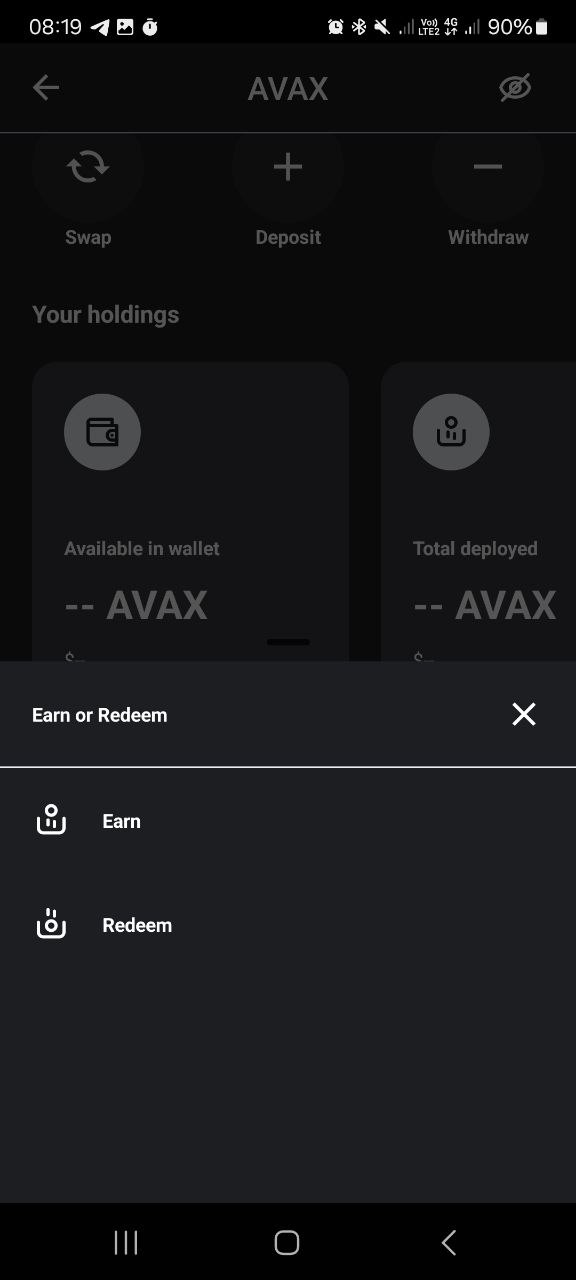 08:19 Vo) LTE2 4G 90%
AVAX
Swap Deposit Withdraw
Your holdings
Available in wallet Total deployed
-- AVAX -- AVAX
Earn or Redeem
Earn
Redeem